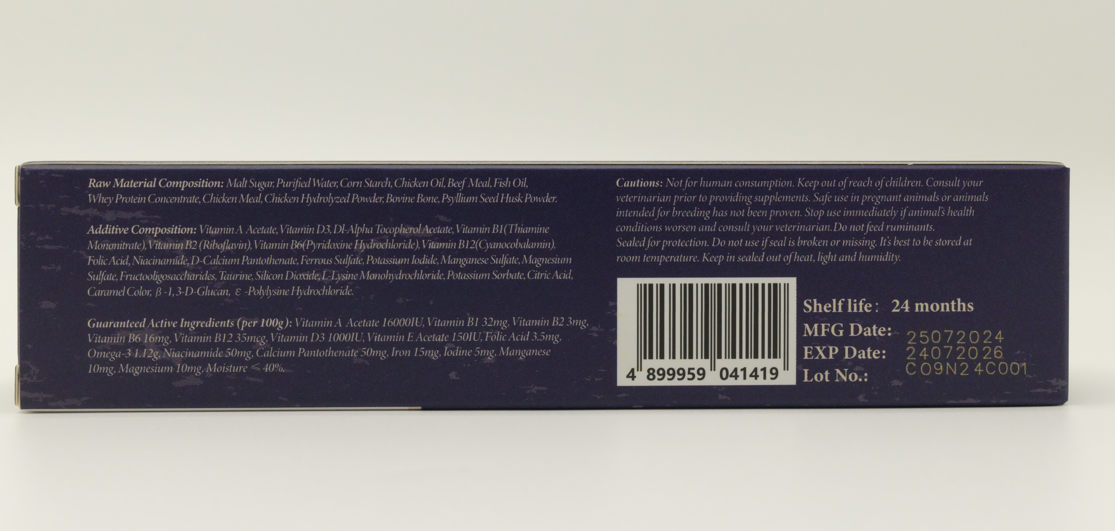 Raw Material Composition: Malt Sugar, Purified Water, Corn Starch, Chicken Oil, Beef Meal, Fish Oil,
Whey Protein Concentrate, Chicken Meal, Chicken Hydrolyzed Powder, Bovine Bone, Psyllium Seed Husk Powder.
Additive Composition: Vitamin A Acetate, Vitamin D3, Dl-Alpha Tocopherol Acetate, Vitamin B1(Thiamine
Monomitrate), Vitamin B2 (Riboflavin), Vitamin B6(Pyridoxine Hydrochloride), Vitamin B12(Cyanocobalamin),
Folic Acid, Niacinamide, D-Calcium Pantothenate, Ferrous Sulfate, Potassium Iodide, Manganese Sulfate, Magnesium
Sulfate, Fructooligosaccharides, Taurine, Silicon Dioxide, L-Lysine Monohydrochloride, Potassium Sorbate, Citric Acid,
Caramel Color, β -1,3-D-Glucan, ε -Polylysine Hydrochloride.
Guaranteed Active Ingredients (per 100g): Vitamin A Acetate 16000IU, Vitamin B1 32mg, Vitamin B2 3mg,
Vitamin B6 16mg, Vitamin B12 35mcg, Vitamin D3 1000IU, Vitamin E Acetate 150IU, Folic Acid 3.5mg,
Omega-3 1.12g, Niacinamide 50mg, Calcium Pantothenate 50mg, Iron 15mg, Iodine 5mg, Manganese
10mg, Magnesium 10mg, Moisture < 40%.
Cautions: Not for human consumption. Keep out of reach of children. Consult your
veterinarian prior to providing supplements. Safe use in pregnant animals or animals
intended for breeding has not been proven. Stop use immediately if animal's health
conditions worsen and consult your veterinarian. Do not feed ruminants.
Sealed for protection. Do not use if seal is broken or missing. It's best to be stored at
room temperature. Keep in sealed out of heat, light and humidity.
4 899959 041419
Shelf life: 24 months
MFG Date: 25072024
EXP Date: 24072026
Lot No.: C09N24C001